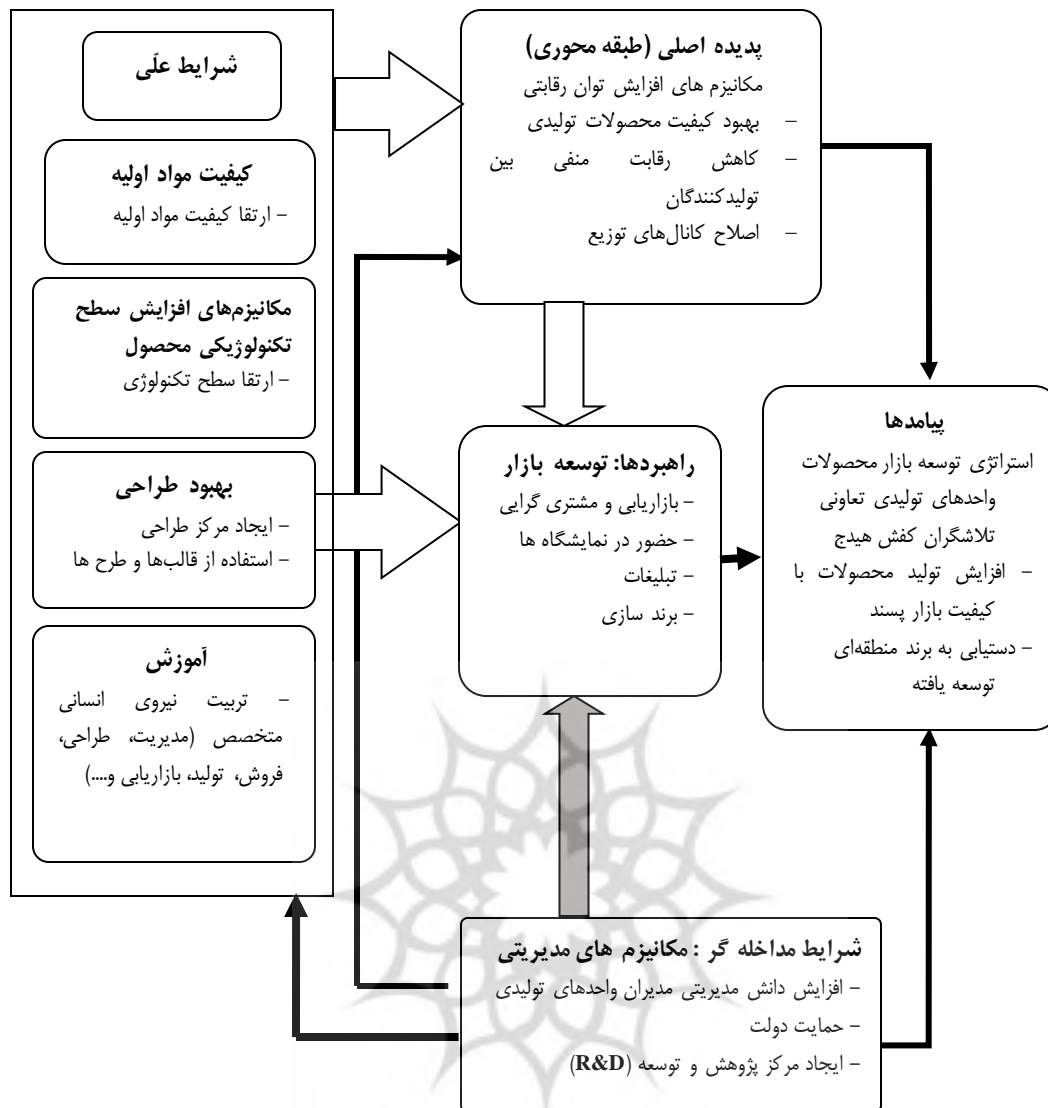 شرایط علّی
کیفیت مواد اولیه
- ارتقا کیفیت مواد اولیه
مکانیزم‌های افزایش سطح
تکنولوژیکی محصول
- ارتقا سطح تکنولوژی
بهبود طراحی
- ایجاد مرکز طراحی
- استفاده از قالب‌ها و طرح ها
آموزش
- تربیت نیروی انسانی
متخصص (مدیریت، طراحی،
فروش، تولید، بازاریابی و....)
پدیده اصلی (طبقه محوری)
مکانیزم های افزایش توان رقابتی
- بهبود کیفیت محصولات تولیدی
- کاهش رقابت منفی بین
تولیدکنندگان
- اصلاح کانال‌های توزیع
راهبردها: توسعه بازار
- بازاریابی و مشتری گرایی
- حضور در نمایشگاه ها
- تبلیغات
- برند سازی
پیامدها
استراتژی توسعه بازار محصولات
واحدهای تولیدی تعاونی
تلاشگران کفش هیدج
- افزایش تولید محصولات با
کیفیت بازار پسند
- دستیابی به برند منطقه‌ای
توسعه یافته
شرایط مداخله گر : مکانیزم های مدیریتی
- افزایش دانش مدیریتی مدیران واحدهای تولیدی
- حمایت دولت
- ایجاد مرکز پژوهش و توسعه (R&D)